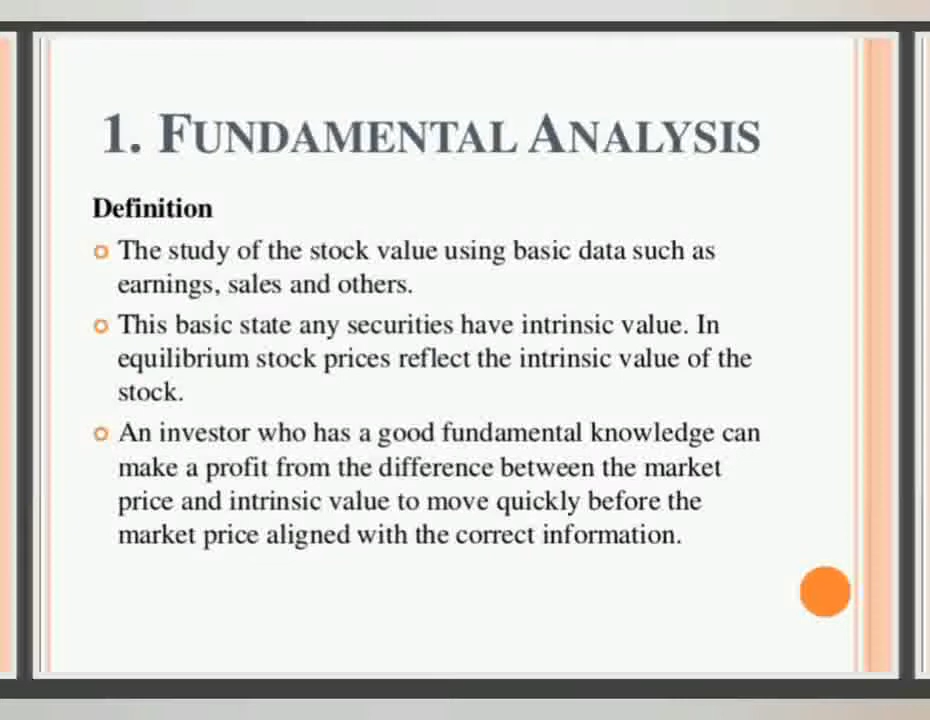 1. FUNDAMENTAL ANALYSIS
Definition
The study of the stock value using basic data such as
earnings, sales and others.
This basic state any securities have intrinsic value. In
equilibrium stock prices reflect the intrinsic value of the
stock.
An investor who has a good fundamental knowledge can
make a profit from the difference between the market
price and intrinsic value to move quickly before the
market price aligned with the correct information.